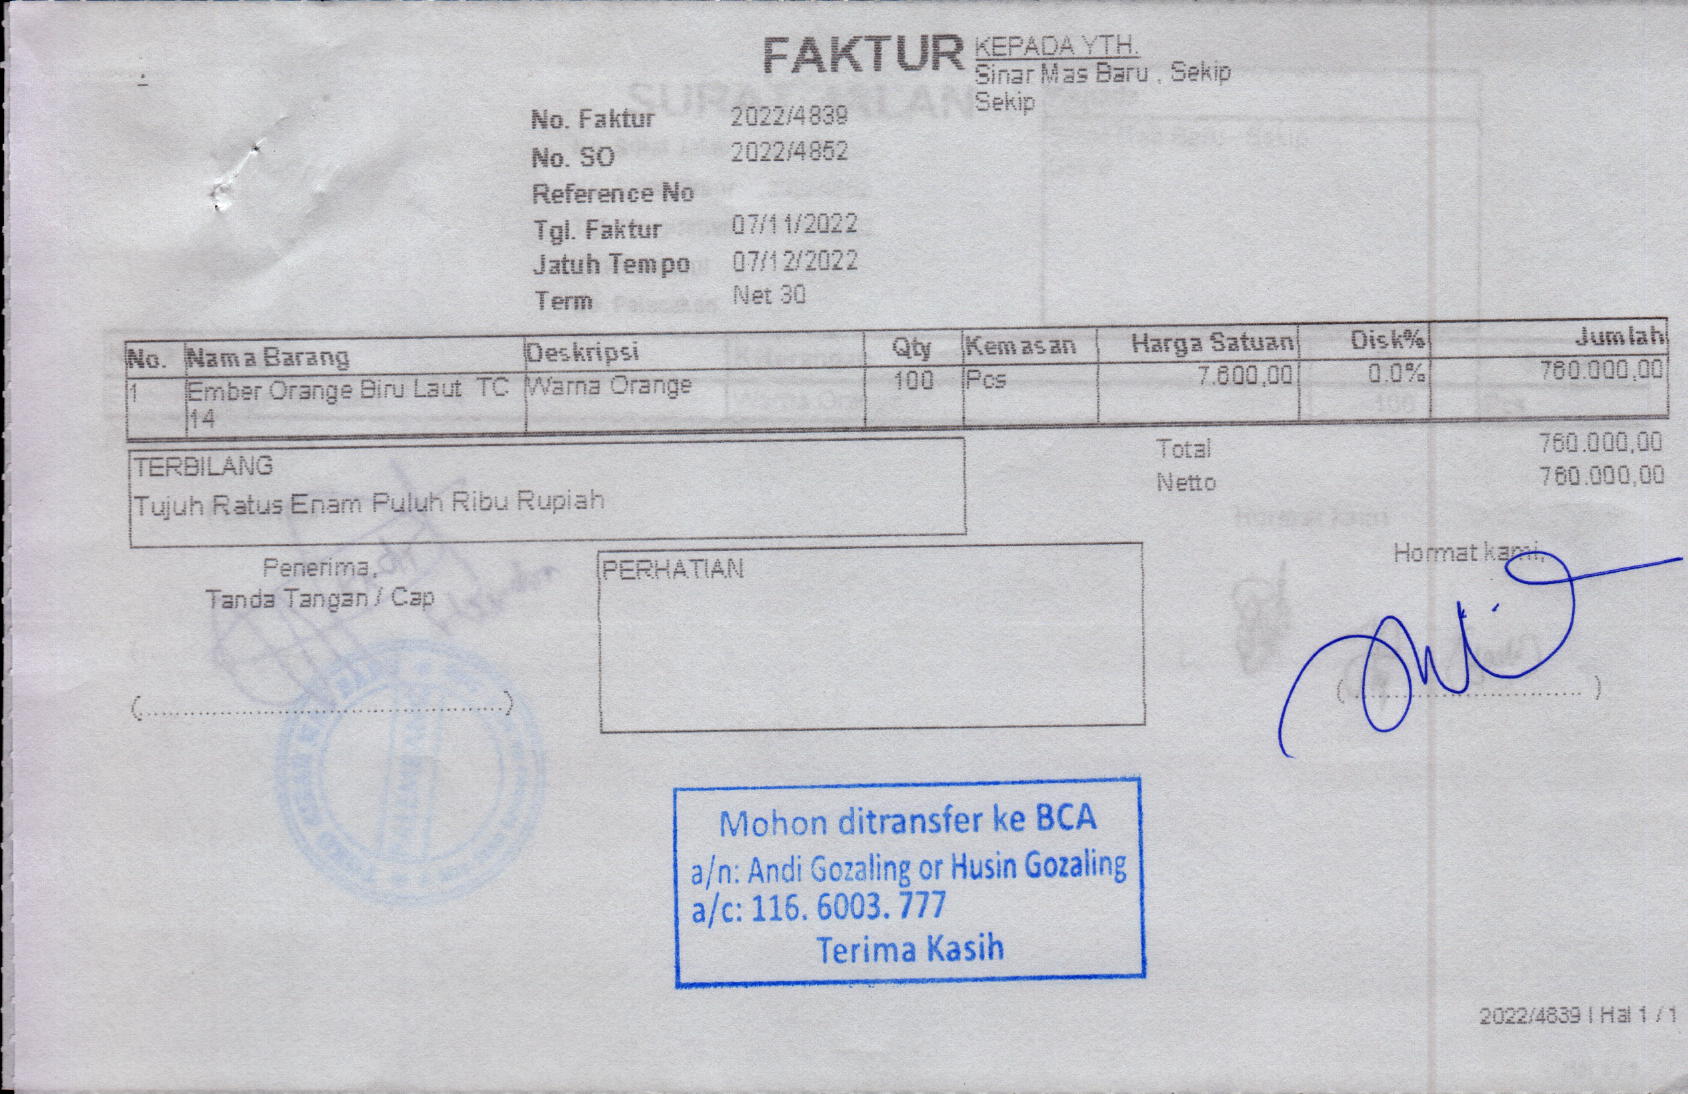 FAKTUR
KEPADA YTH.
Sinar Mas Baru , Sekip
Sekip
No. Faktur 2022/4839
No. SO 2022/4852
Reference No
Tgl. Faktur 07/11/2022
Jatuh Tempo 07/12/2022
Term Net 30
No. Nama Barang Deskripsi Qty Kemasan Harga Satuan Disk% Jumlah
1 Ember Orange Biru Laut TC Warna Orange 100 Pcs 7.600,00 0.0% 760.000,00
14
Total 760.000,00
Netto 760.000,00
TERBILANG
Tujuh Ratus Enam Puluh Ribu Rupiah
Penerima,
Tanda Tangan / Cap
(..................................................)
PERHATIAN
Hormat kami,
(.................................. )
Mohon ditransfer ke BCA
a/n: Andi Gozaling or Husin Gozaling
a/c: 116. 6003. 777
Terima Kasih
2022/4839 | Hal 1 / 1